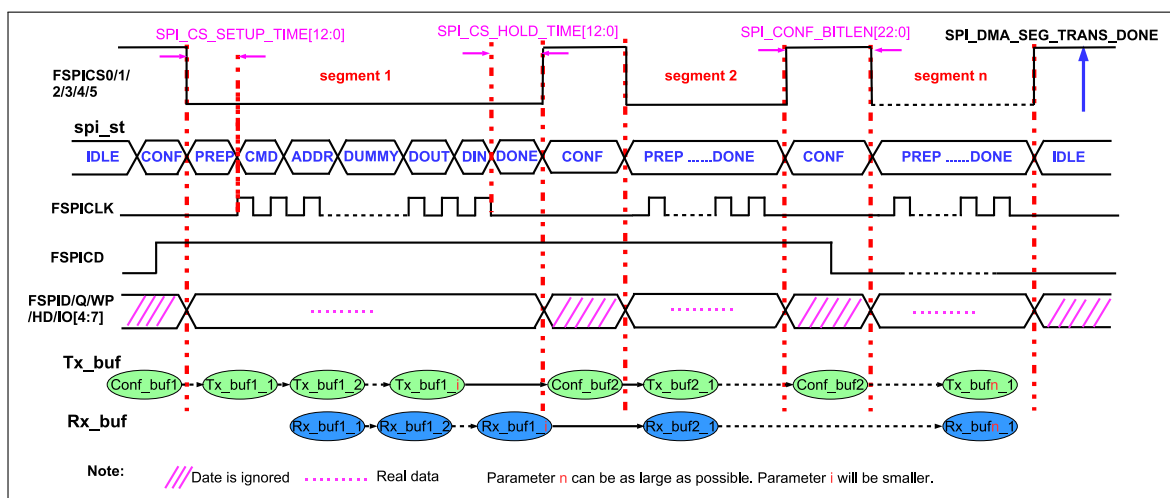 SPI_CS_SETUP_TIME[12:0]
SPI_CS_HOLD_TIME[12:0]
SPI_CONF_BITLEN[22:0]
SPI_DMA_SEG_TRANS_DONE
FSPICS0/1/
2/3/4/5
segment 1
segment 2
segment n
spi_st
IDLE CONF PREP CMD ADDR DUMMY DOUT DIN DONE CONF PREP ......DONE CONF PREP ......DONE IDLE
FSPICLK
FSPICD
FSPID/Q/WP
/HD/IO[4:7]
Tx_buf
Conf_buf1 Tx_buf1_1 Tx_buf1_2 Tx_buf1_i Conf_buf2 Tx_buf2_1 Conf_buf2 Tx_bufn_1
Rx_buf
Rx_buf1_1 Rx_buf1_2 Rx_buf1_ Rx_buf2_1 Rx_bufn_1
Note: Date is ignored Real data Parameter n can be as large as possible. Parameter i will be smaller.